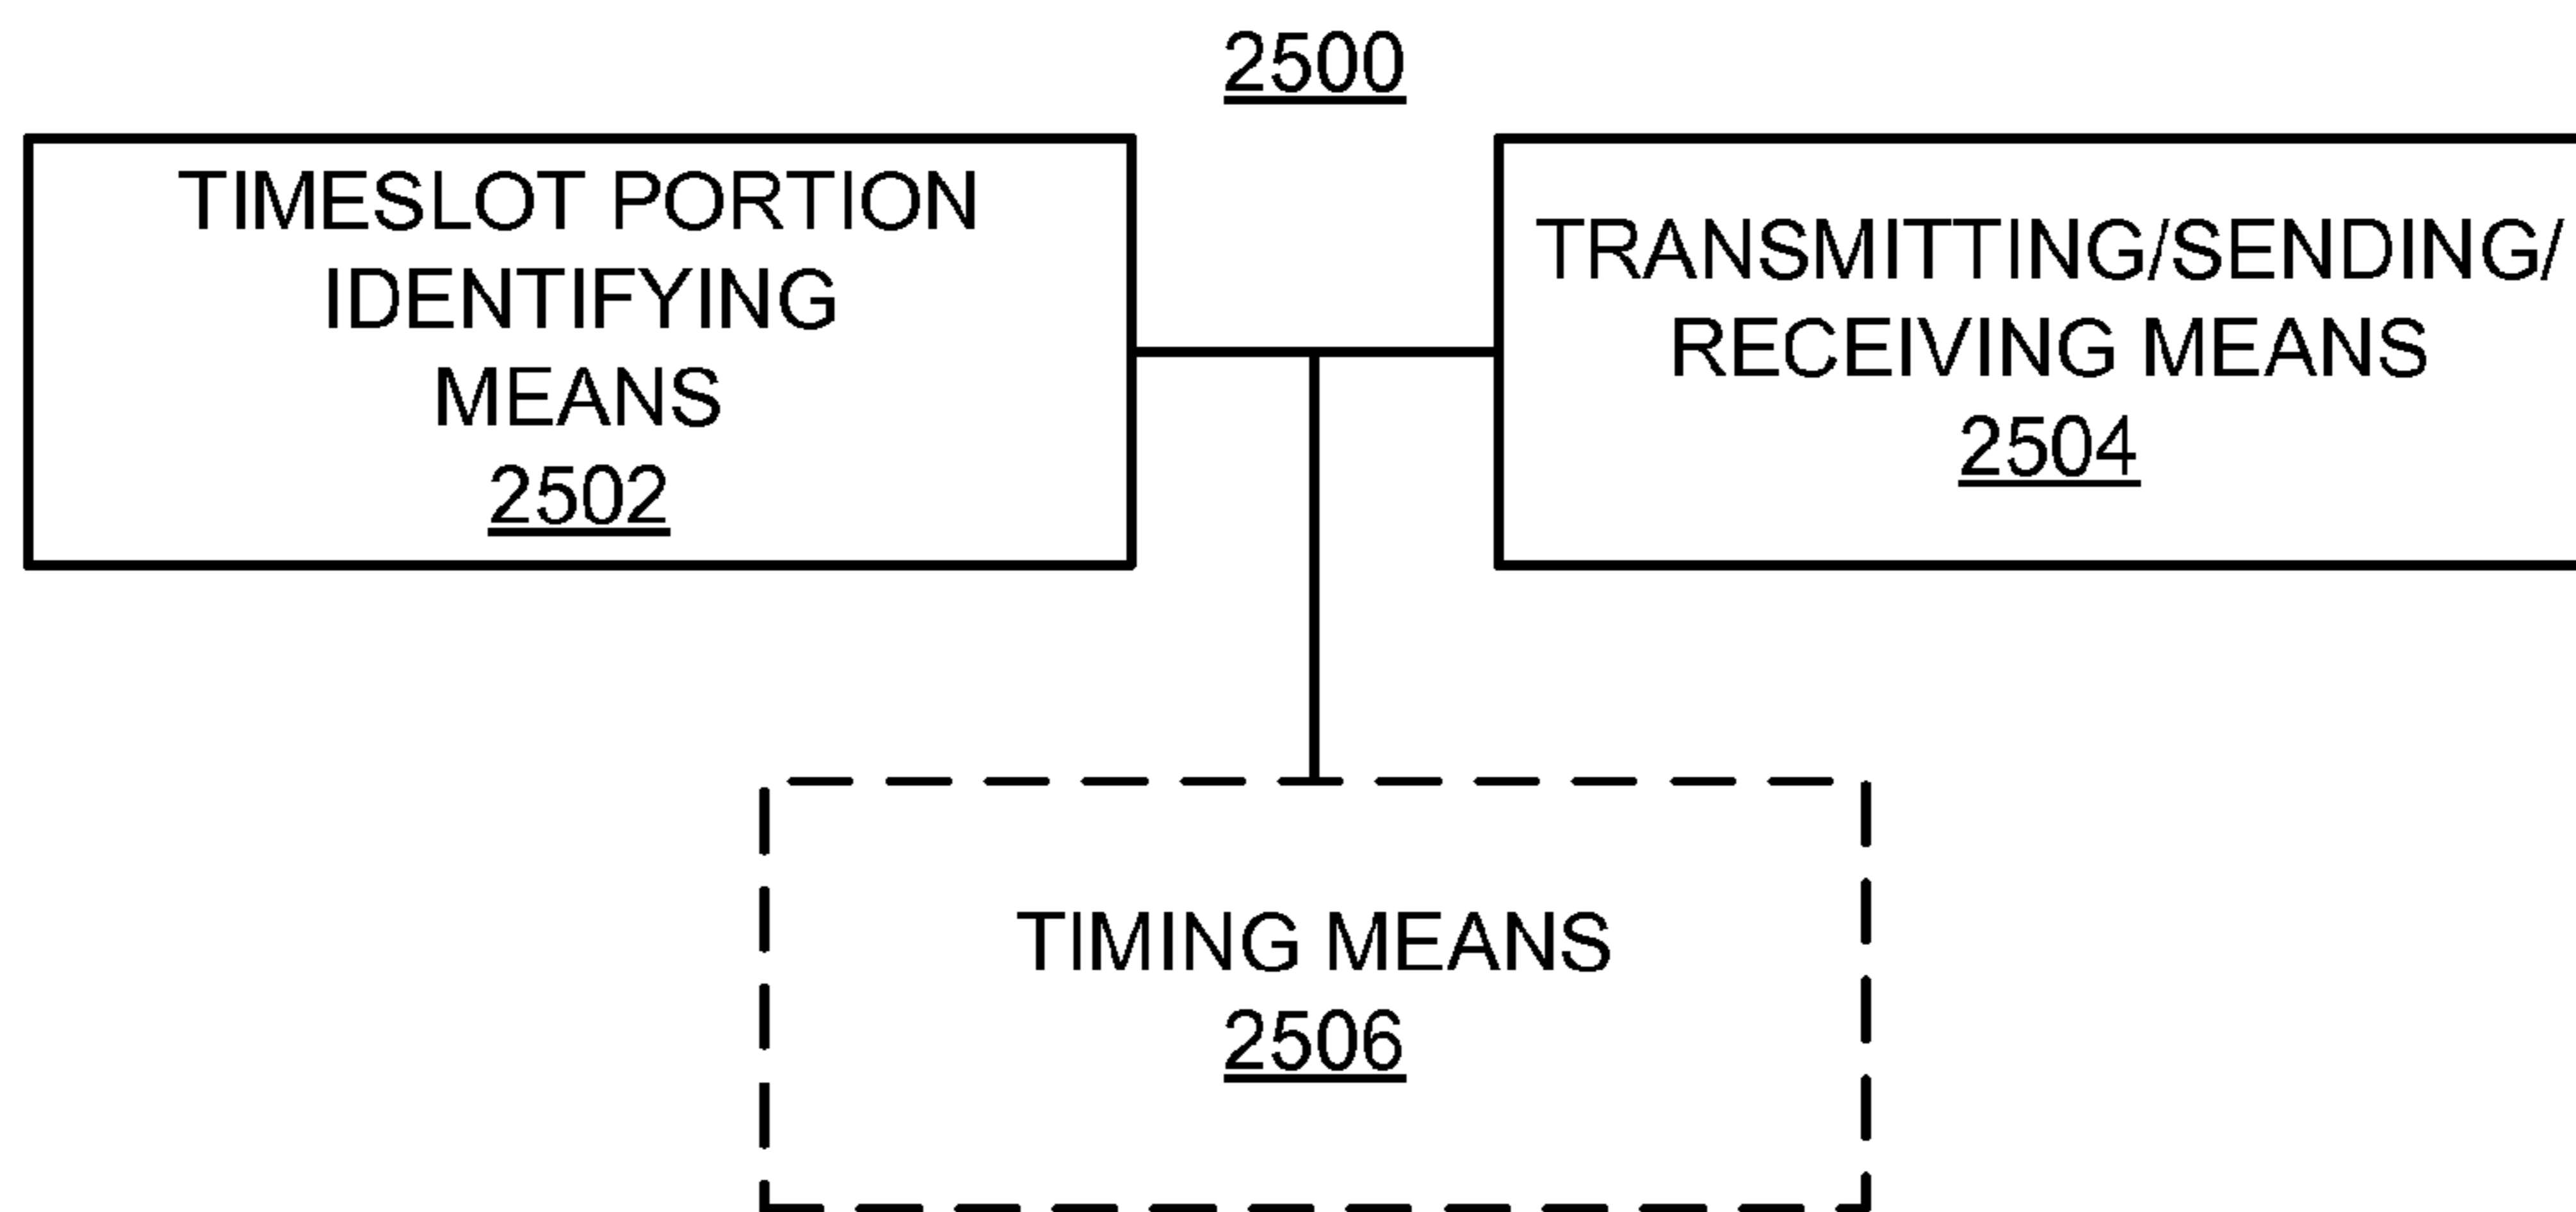 2500
TIMESLOT PORTION
IDENTIFYING
MEANS
2502
TRANSMITTING/SENDING/
RECEIVING MEANS
2504
TIMING MEANS
2506